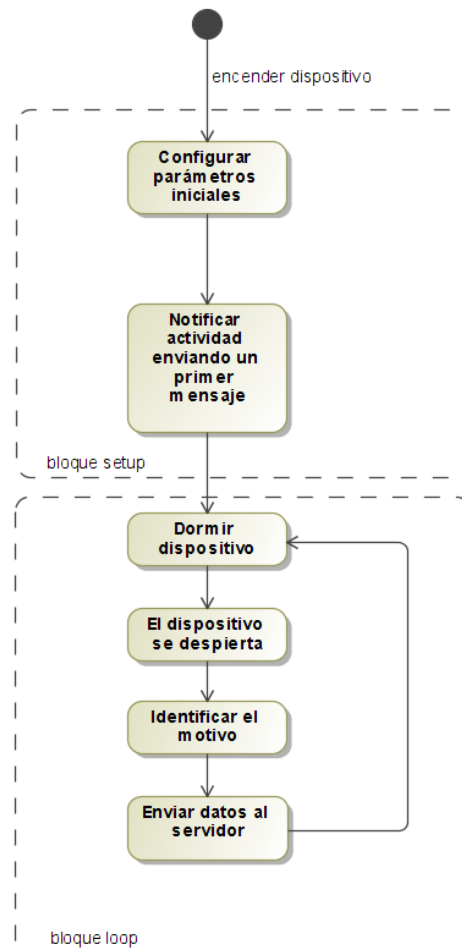 encender dispositivo
Configurar
parámetros
iniciales
Notificar
actividad
enviando un
primer
mensaje
bloque setup
Dormir
dispositivo
El dispositivo
se despierta
Identificar el
motivo
Enviar datos al
servidor
bloque loop